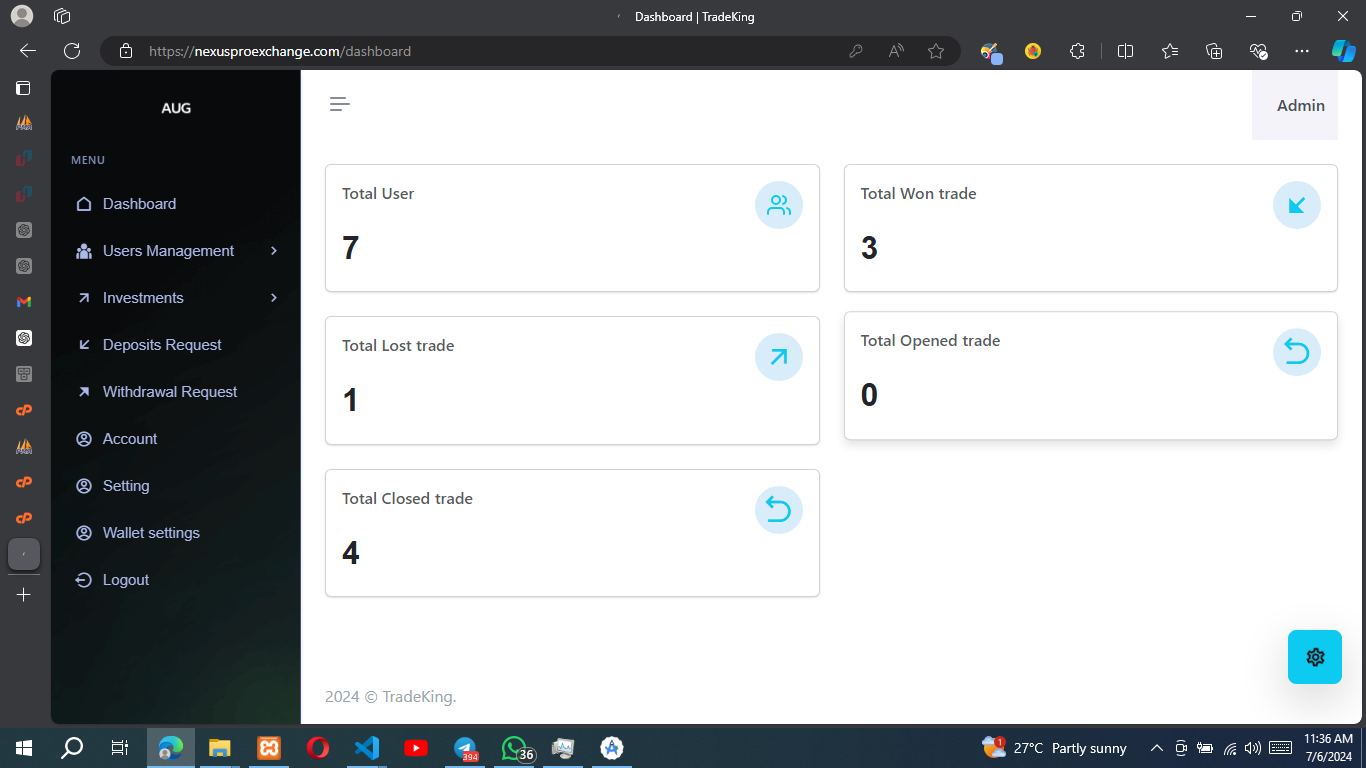 Dashboard | TradeKing
https://nexusproexchange.com/dashboard
AUG
Admin
MENU
Dashboard
Users Management
Investments
Deposits Request
Withdrawal Request
Account
Setting
Wallet settings
Logout
Total User
7
Total Won trade
3
Total Lost trade
1
Total Opened trade
0
Total Closed trade
4
2024 © TradeKing.
394
36
1
27°C Partly sunny
11:36 AM
7/6/2024